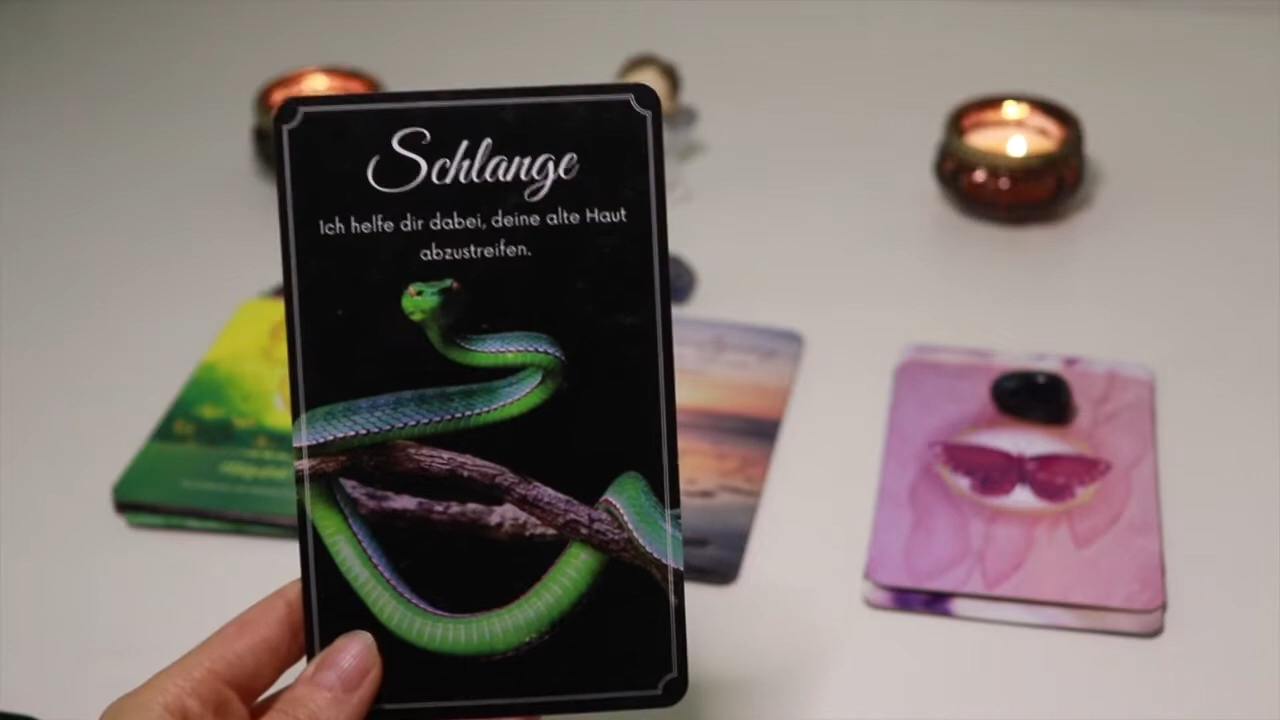 Schlange
Ich helfe dir dabei, deine alte Haut
abzustreifen.